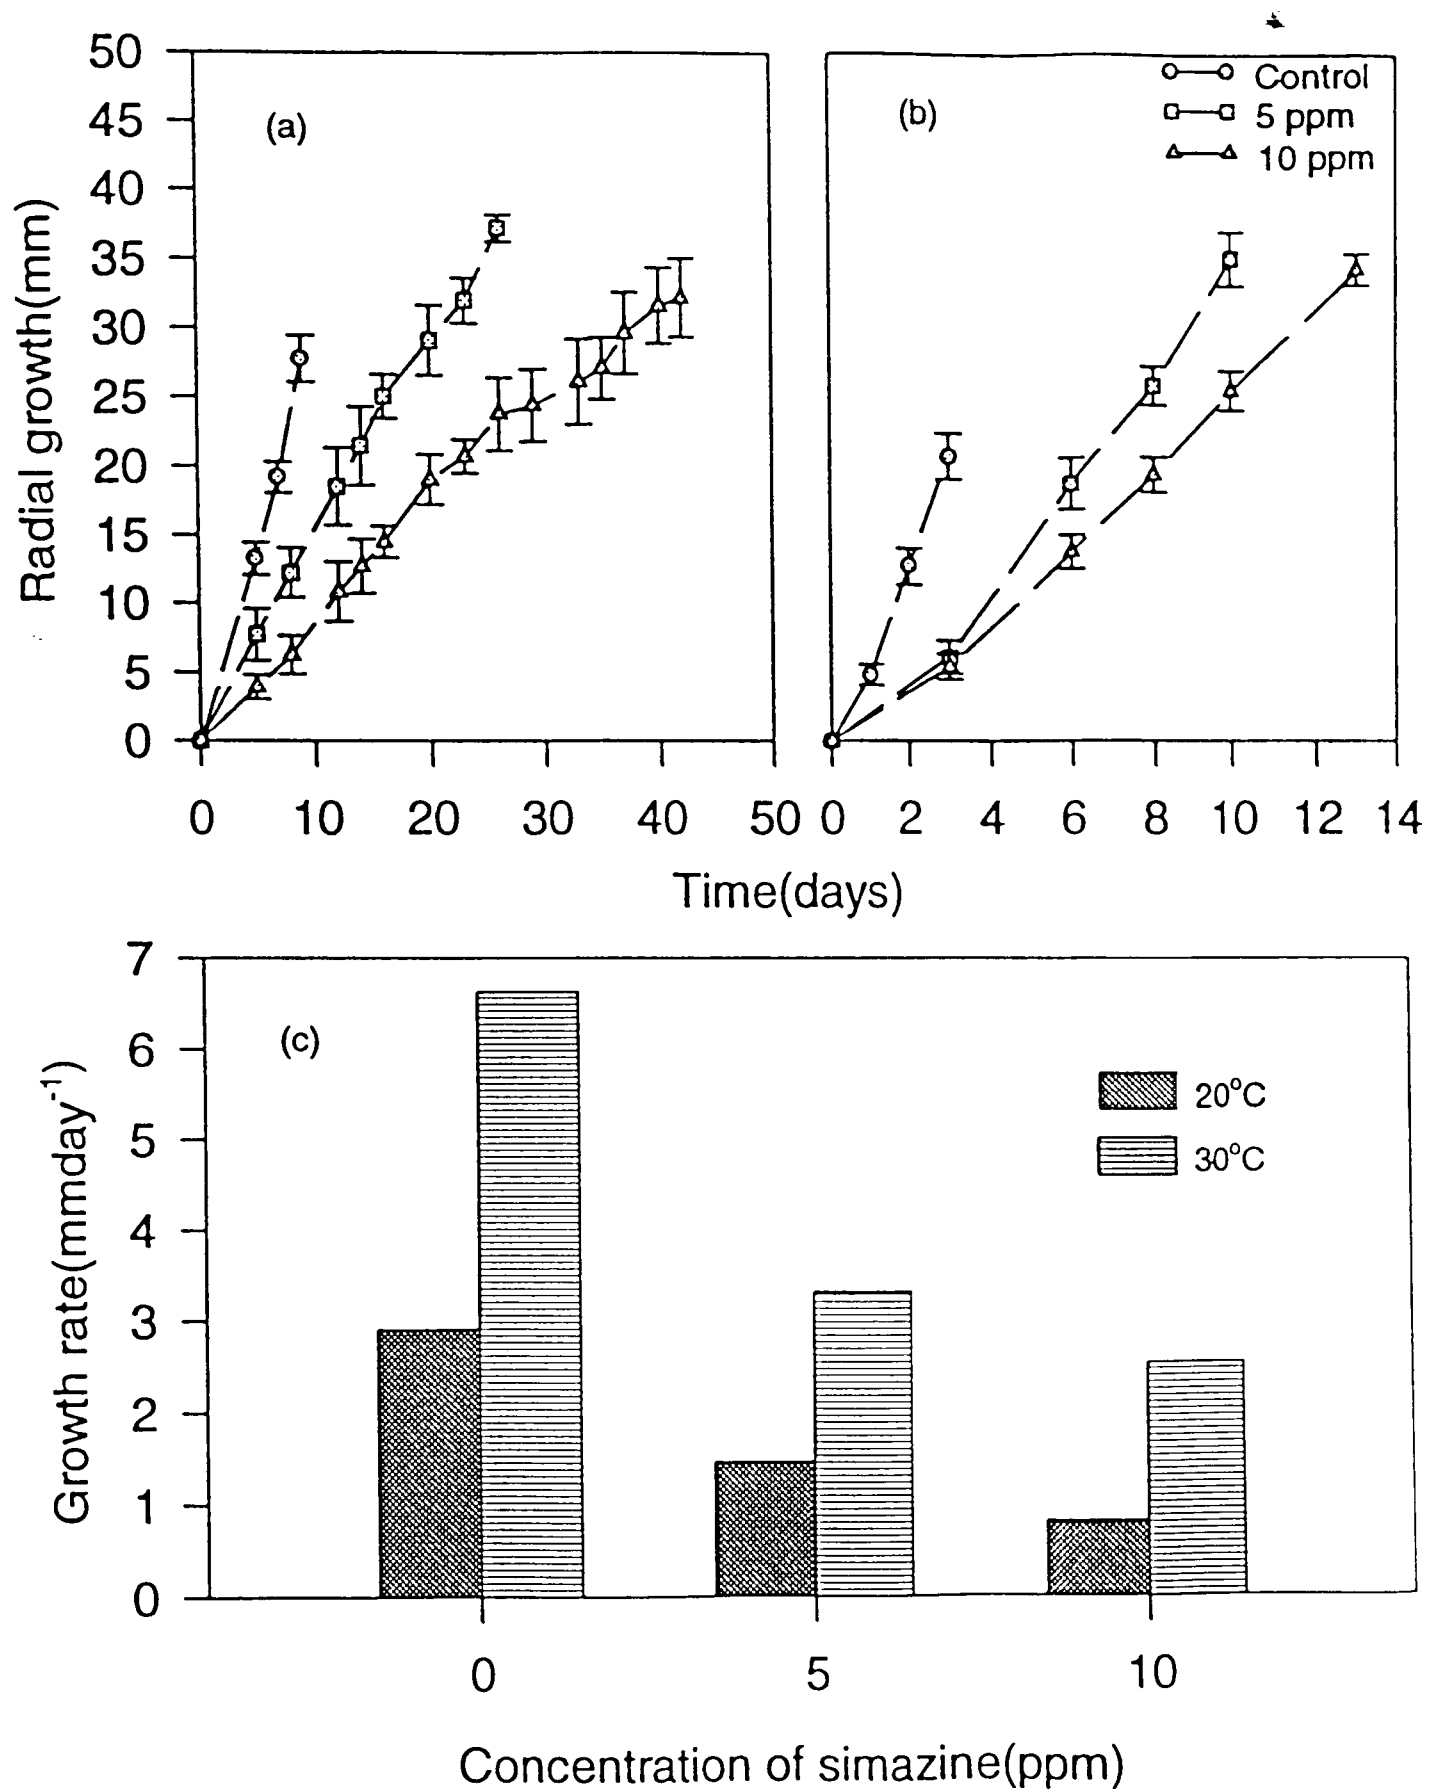 50
45
40
35
30
25
20
15
10
5
0
Radial growth(mm)
(a)
0 10 20 30 40 50
(b)
Control
5 ppm
10 ppm
0 2 4 6 8 10 12 14
Time(days)
7
6
5
4
3
2
1
0
Growth rate(mmday-1)
(c)
20°C
30°C
0 5 10
Concentration of simazine(ppm)